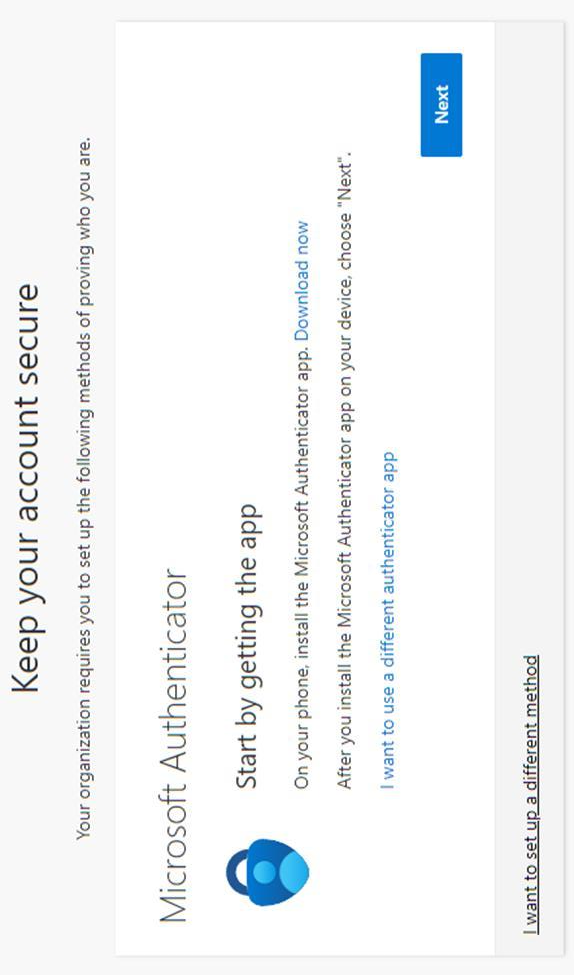 Keep your account secure
Your organization requires you to set up the following methods of proving who you are.
Microsoft Authenticator
Start by getting the app
On your phone, install the Microsoft Authenticator app. Download now
After you install the Microsoft Authenticator app on your device, choose "Next".
I want to use a different authenticator app
Next
I want to set up a different method